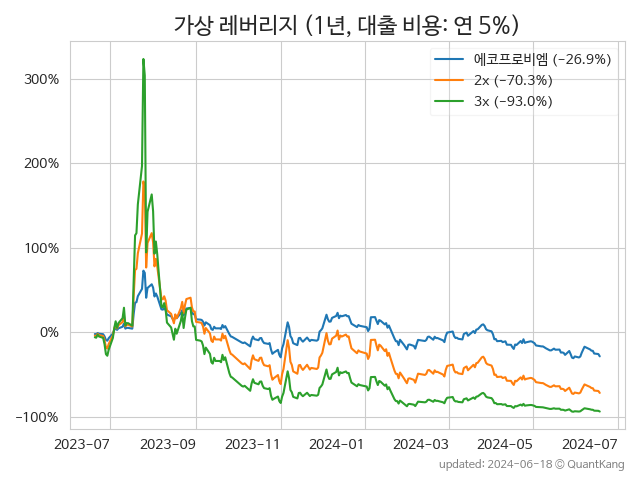 가상 레버리지 (1년, 대출 비용: 연 5%)
에코프로비엠 (-26.9%)
2x (-70.3%)
3x (-93.0%)
300%
200%
100%
0%
-100%
2023-07 2023-09 2023-11 2024-01 2024-03 2024-05 2024-07
updated: 2024-06-18 © QuantKang